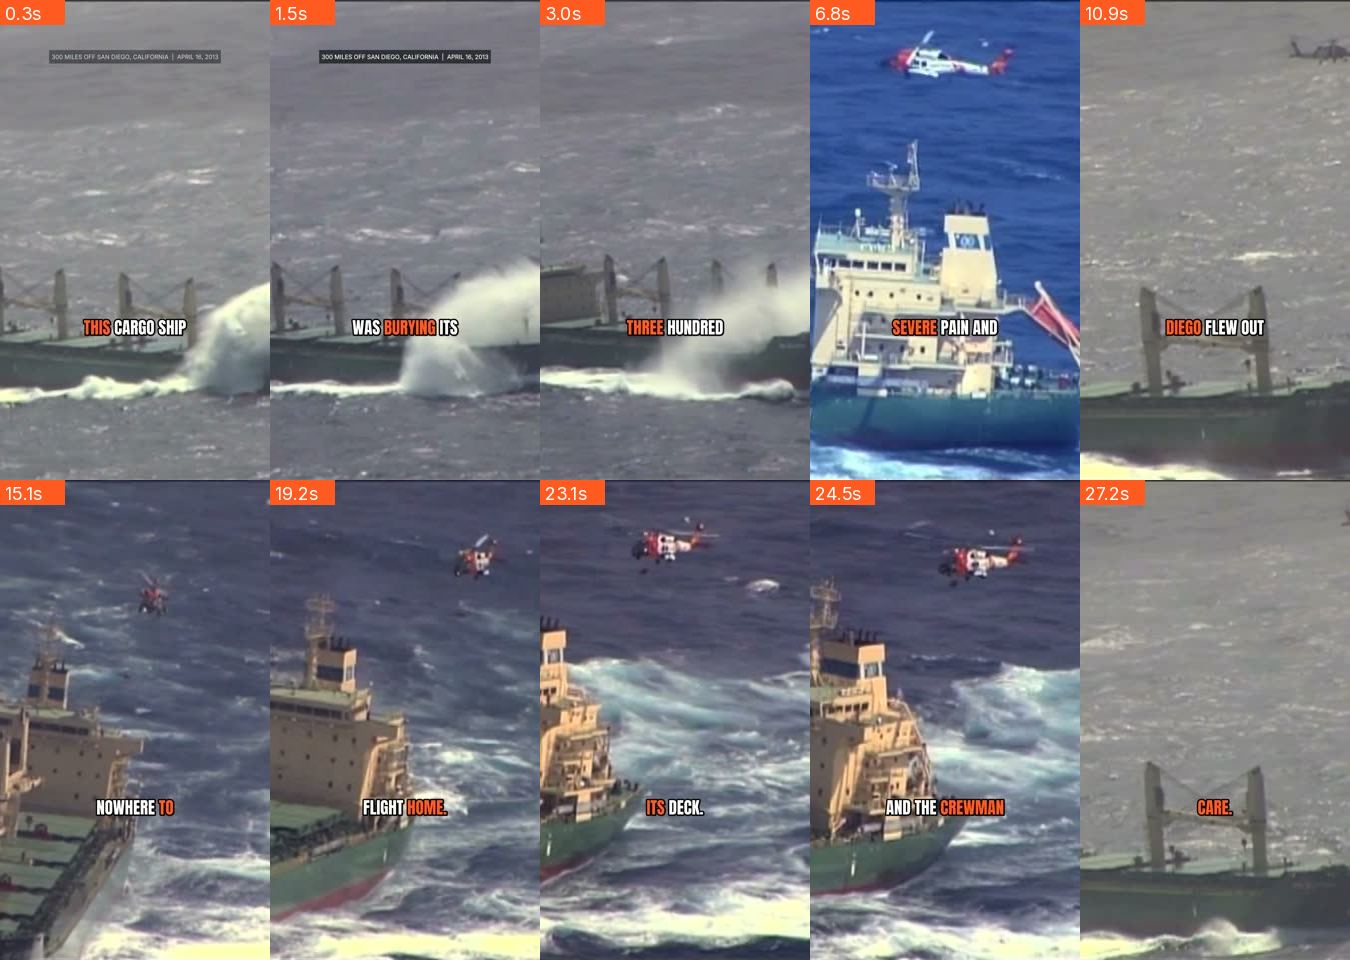 0.3s
300 MILES OFF SAN DIEGO, CALIFORNIA | APRIL 16, 2013
THIS CARGO SHIP
1.5s
300 MILES OFF SAN DIEGO, CALIFORNIA | APRIL 16, 2013
WAS BURYING ITS
3.0s
THREE HUNDRED
6.8s
SEVERE PAIN AND
10.9s
DIEGO FLEW OUT
15.1s
NOWHERE TO
19.2s
FLIGHT HOME.
23.1s
ITS DECK.
24.5s
AND THE CREWMAN
27.2s
CARE.